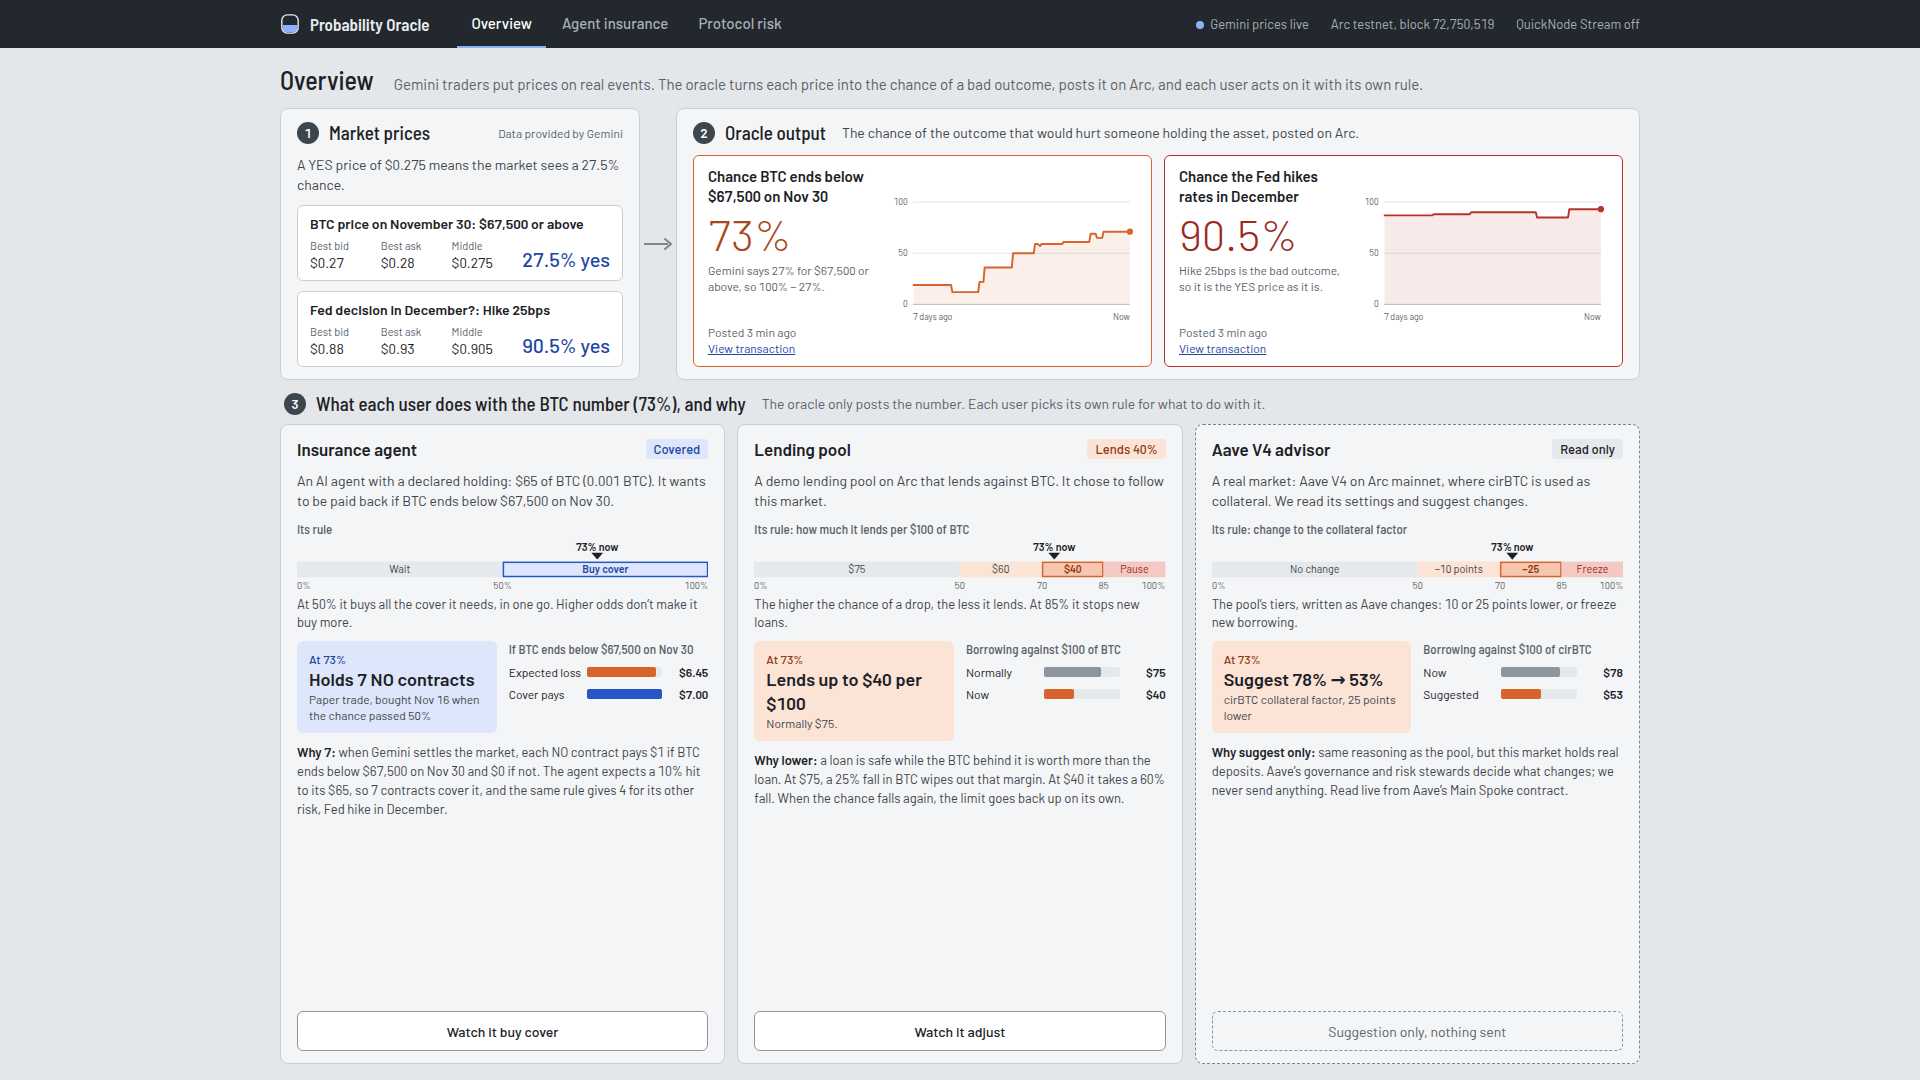 Probability Oracle
Overview
Agent insurance
Protocol risk
Gemini prices live
Arc testnet, block 72,750,519
QuickNode Stream off
Overview
Gemini traders put prices on real events. The oracle turns each price into the chance of a bad outcome, posts it on Arc, and each user acts on it with its own rule.
1 Market prices
Data provided by Gemini
A YES price of $0.275 means the market sees a 27.5%
chance.
BTC price on November 30: $67,500 or above
Best bid Best ask Middle
$0.27 $0.28 $0.275 27.5% yes
Fed decision in December?: Hike 25bps
Best bid Best ask Middle
$0.88 $0.93 $0.905 90.5% yes
2 Oracle output
The chance of the outcome that would hurt someone holding the asset, posted on Arc.
Chance BTC ends below
$67,500 on Nov 30
73%
Gemini says 27% for $67,500 or
above, so 100% − 27%.
Posted 3 min ago
View transaction
100
50
0
7 days ago Now
Chance the Fed hikes
rates in December
90.5%
Hike 25bps is the bad outcome,
so it is the YES price as it is.
Posted 3 min ago
View transaction
100
50
0
7 days ago Now
3 What each user does with the BTC number (73%), and why
The oracle only posts the number. Each user picks its own rule for what to do with it.
Insurance agent
Covered
An AI agent with a declared holding: $65 of BTC (0.001 BTC). It wants
to be paid back if BTC ends below $67,500 on Nov 30.
Its rule
73% now
Wait Buy cover
0% 50% 100%
At 50% it buys all the cover it needs, in one go. Higher odds don’t make it
buy more.
At 73%
Holds 7 NO contracts
Paper trade, bought Nov 16 when
the chance passed 50%
If BTC ends below $67,500 on Nov 30
Expected loss $6.45
Cover pays $7.00
Why 7: when Gemini settles the market, each NO contract pays $1 if BTC
ends below $67,500 on Nov 30 and $0 if not. The agent expects a 10% hit
to its $65, so 7 contracts cover it, and the same rule gives 4 for its other
risk, Fed hike in December.
Watch it buy cover
Lending pool
Lends 40%
A demo lending pool on Arc that lends against BTC. It chose to follow
this market.
Its rule: how much it lends per $100 of BTC
73% now
$75 $60 $40 Pause
0% 50 70 85 100%
The higher the chance of a drop, the less it lends. At 85% it stops new
loans.
At 73%
Lends up to $40 per
$100
Normally $75.
Borrowing against $100 of BTC
Normally $75
Now $40
Why lower: a loan is safe while the BTC behind it is worth more than the
loan. At $75, a 25% fall in BTC wipes out that margin. At $40 it takes a 60%
fall. When the chance falls again, the limit goes back up on its own.
Watch it adjust
Aave V4 advisor
Read only
A real market: Aave V4 on Arc mainnet, where cirBTC is used as
collateral. We read its settings and suggest changes.
Its rule: change to the collateral factor
73% now
No change −10 points −25 Freeze
0% 50 70 85 100%
The pool’s tiers, written as Aave changes: 10 or 25 points lower, or freeze
new borrowing.
At 73%
Suggest 78% → 53%
cirBTC collateral factor, 25 points
lower
Borrowing against $100 of cirBTC
Now $78
Suggested $53
Why suggest only: same reasoning as the pool, but this market holds real
deposits. Aave’s governance and risk stewards decide what changes; we
never send anything. Read live from Aave’s Main Spoke contract.
Suggestion only, nothing sent